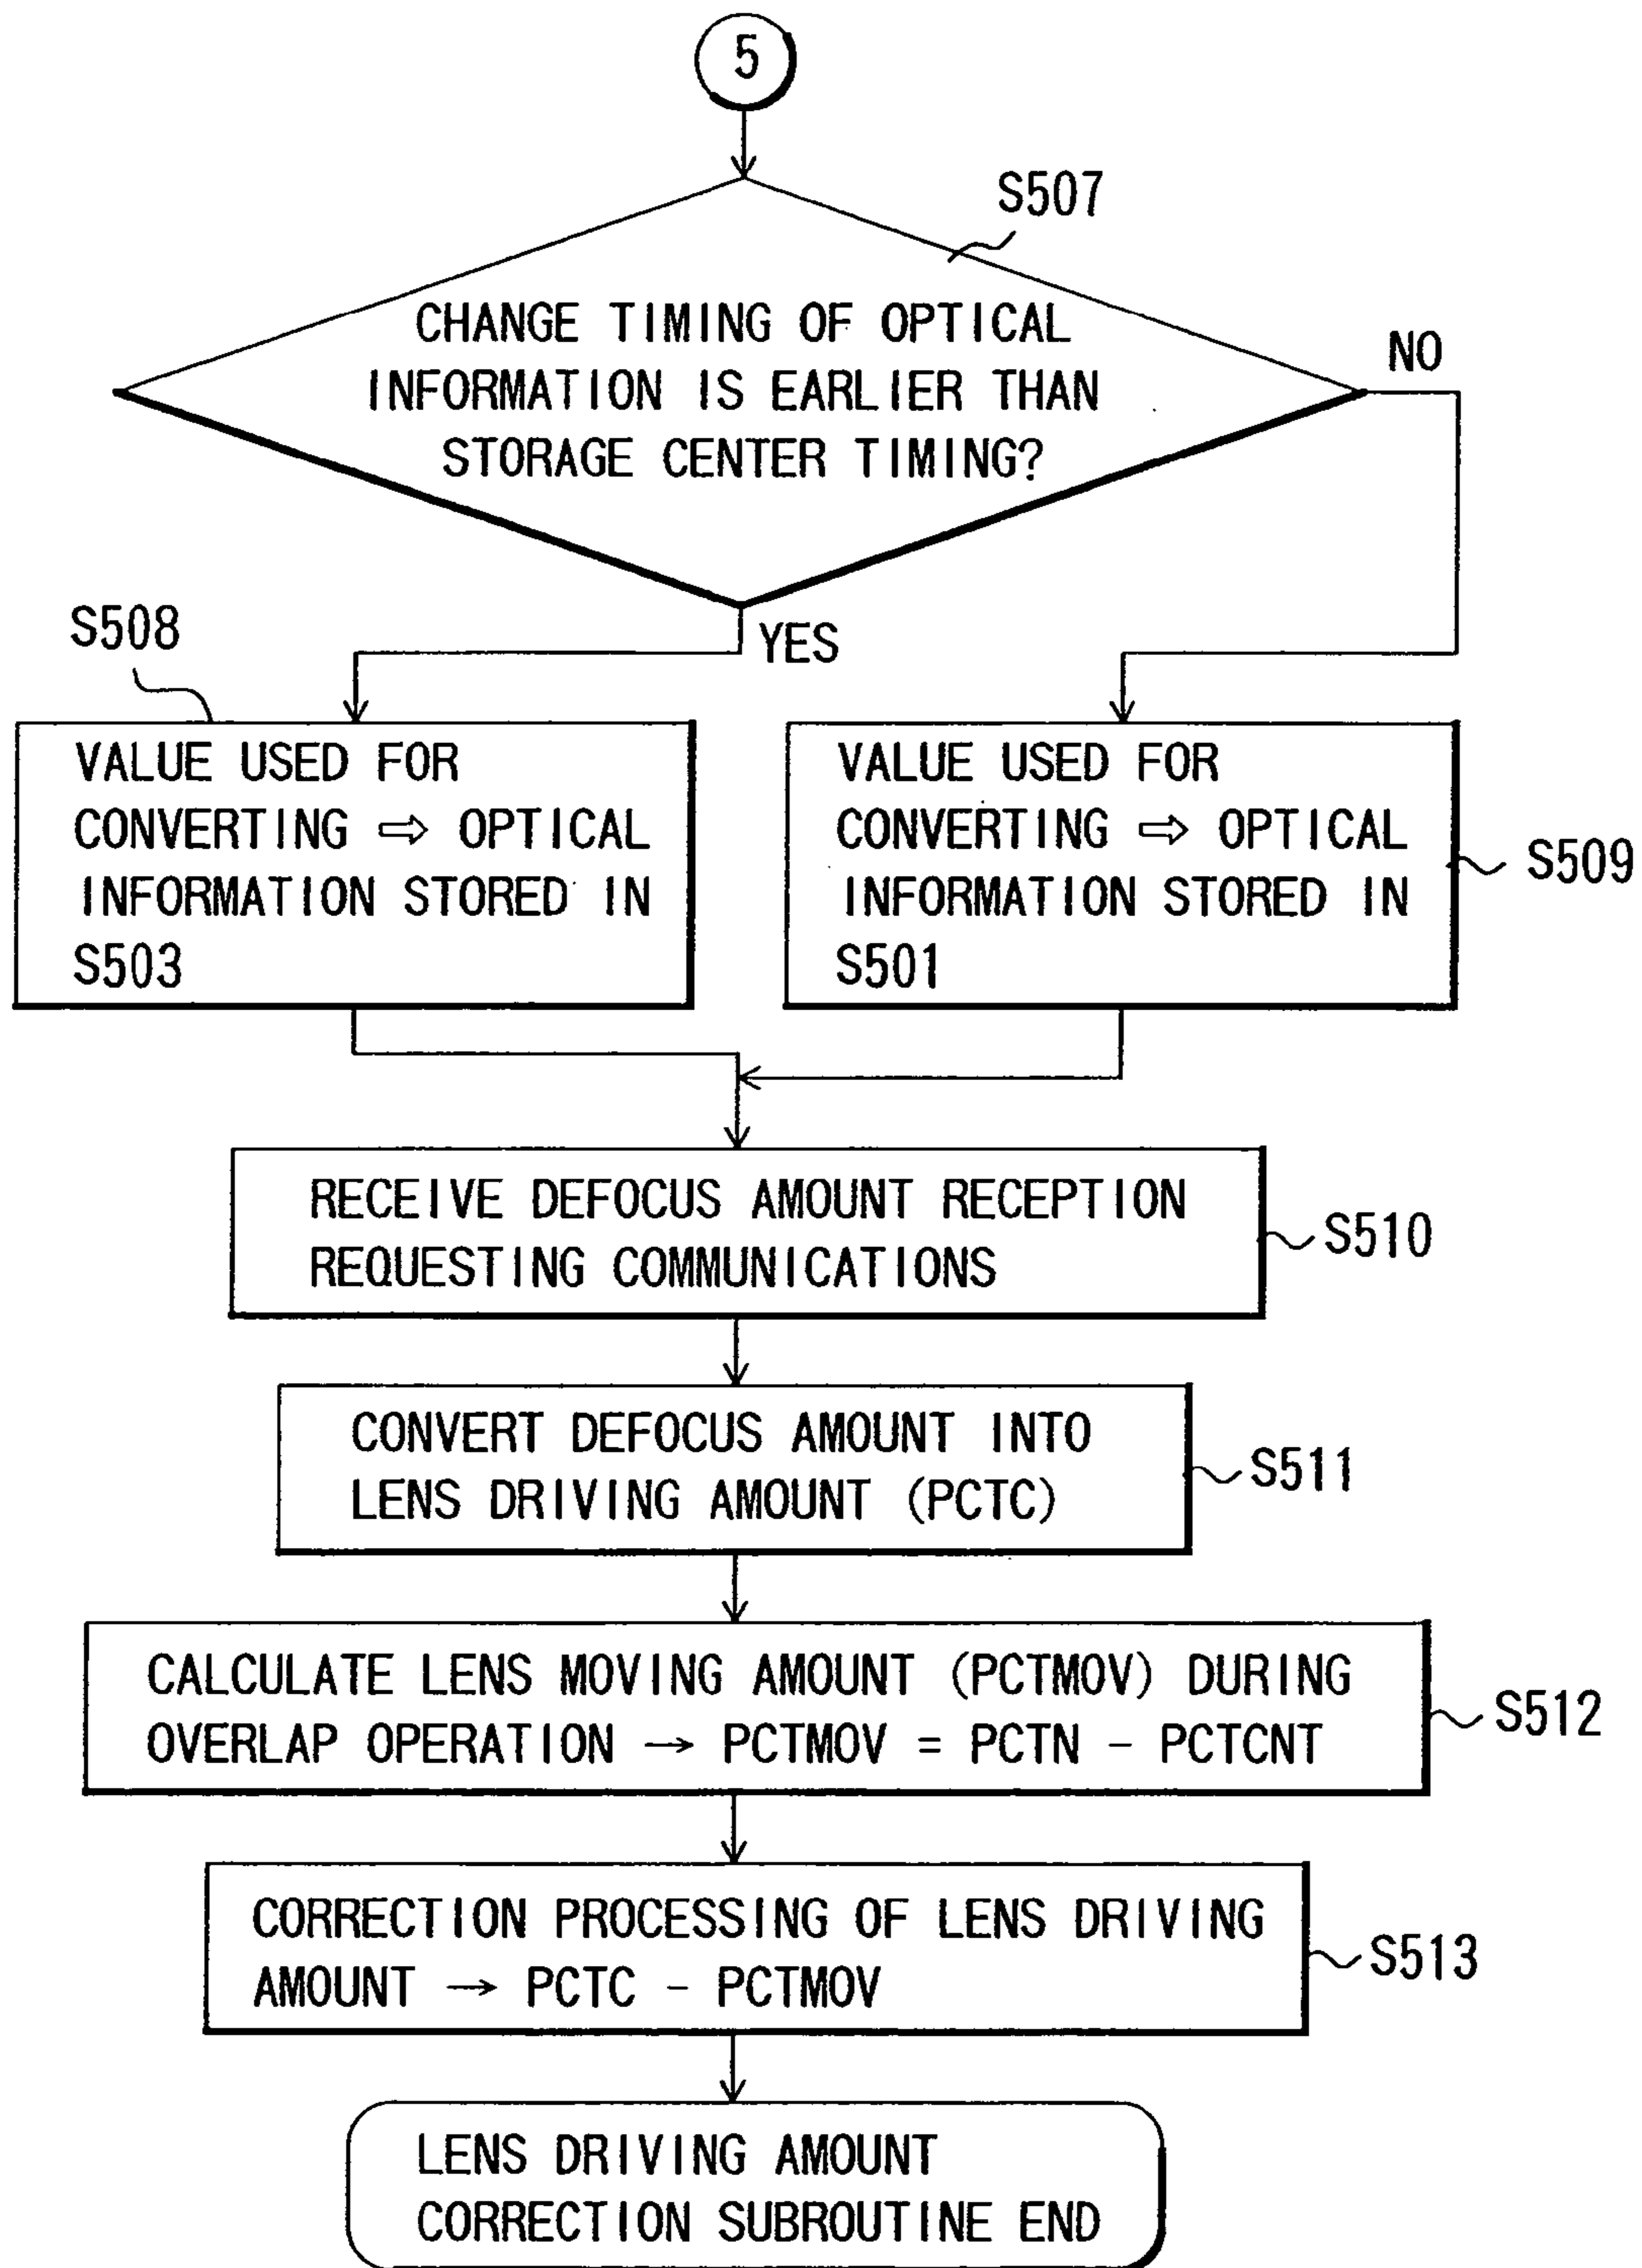 5
S507
CHANGE TIMING OF OPTICAL
INFORMATION IS EARLIER THAN
STORAGE CENTER TIMING?
NO
YES
S508
VALUE USED FOR
CONVERTING ⇨ OPTICAL
INFORMATION STORED IN
S503
VALUE USED FOR
CONVERTING ⇨ OPTICAL
INFORMATION STORED IN
S501
S509
RECEIVE DEFOCUS AMOUNT RECEPTION
REQUESTING COMMUNICATIONS
S510
CONVERT DEFOCUS AMOUNT INTO
LENS DRIVING AMOUNT (PCTC)
S511
CALCULATE LENS MOVING AMOUNT (PCTMOV) DURING
OVERLAP OPERATION → PCTMOV = PCTN - PCTCNT
S512
CORRECTION PROCESSING OF LENS DRIVING
AMOUNT → PCTC - PCTMOV
S513
LENS DRIVING AMOUNT
CORRECTION SUBROUTINE END